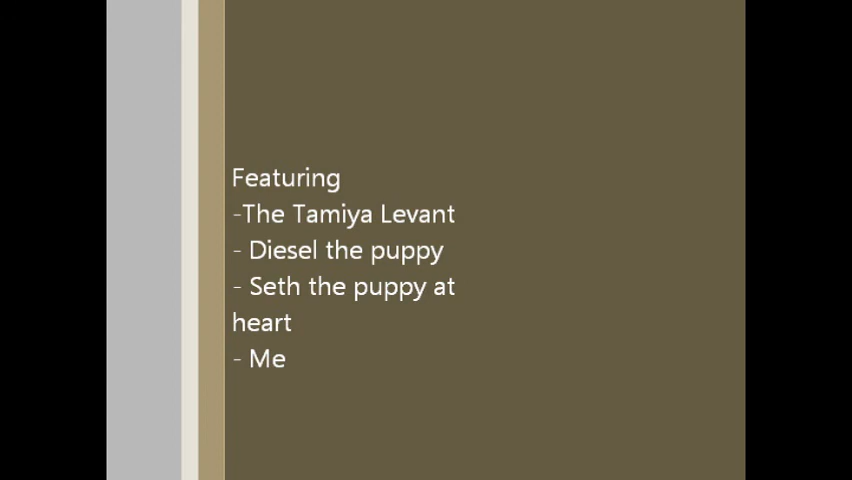 Featuring
-The Tamiya Levant
- Diesel the puppy
- Seth the puppy at
heart
- Me